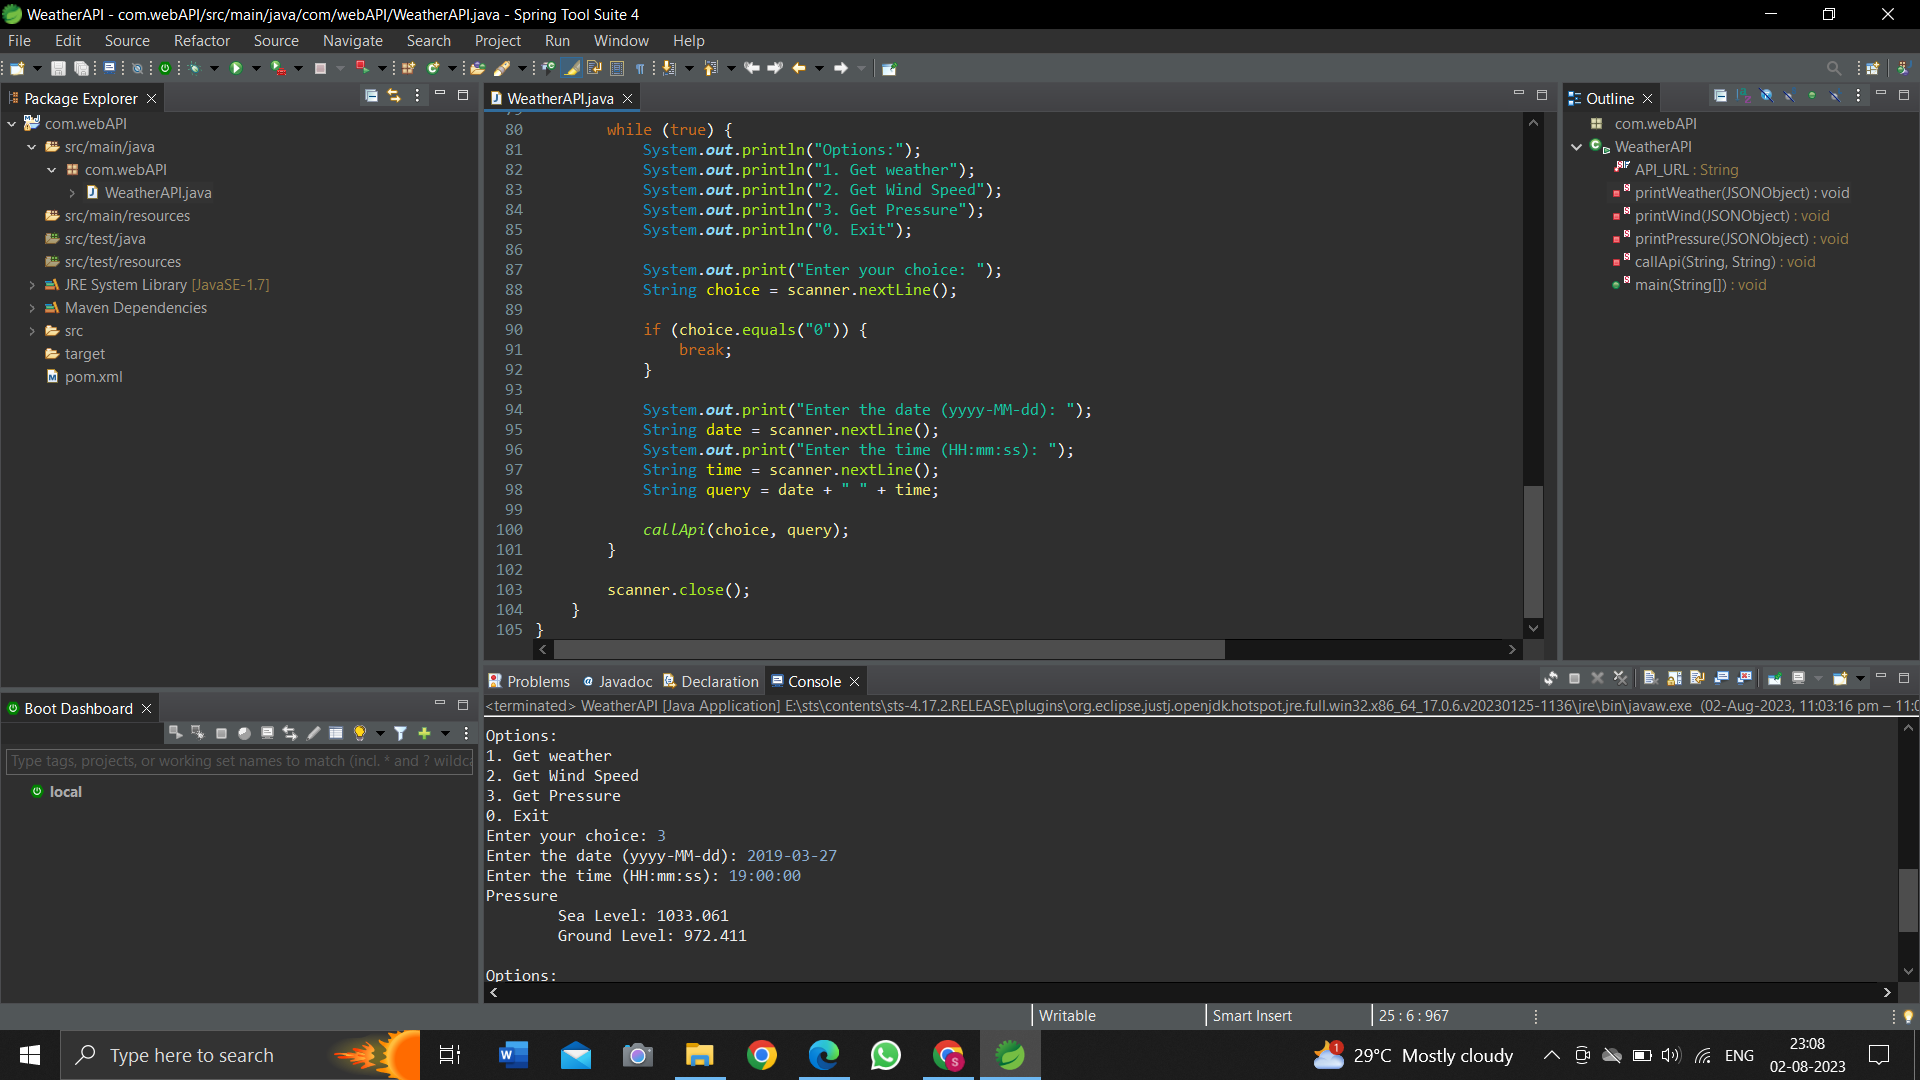 WeatherAPI - com.webAPI/src/main/java/com/webAPI/WeatherAPI.java - Spring Tool Suite 4
File Edit Source Refactor Source Navigate Search Project Run Window Help
Package Explorer
com.webAPI
src/main/java
com.webAPI
WeatherAPI.java
src/main/resources
src/test/java
src/test/resources
JRE System Library [JavaSE-1.7]
Maven Dependencies
src
target
pom.xml
Boot Dashboard
Type tags, projects, or working set names to match (incl. * and ? wildca
local
WeatherAPI.java
80 while (true) {
81 System.out.println("Options:");
82 System.out.println("1. Get weather");
83 System.out.println("2. Get Wind Speed");
84 System.out.println("3. Get Pressure");
85 System.out.println("0. Exit");
86
87 System.out.print("Enter your choice: ");
88 String choice = scanner.nextLine();
89
90 if (choice.equals("0")) {
91 break;
92 }
93
94 System.out.print("Enter the date (yyyy-MM-dd): ");
95 String date = scanner.nextLine();
96 System.out.print("Enter the time (HH:mm:ss): ");
97 String time = scanner.nextLine();
98 String query = date + " " + time;
99
100 callApi(choice, query);
101 }
102
103 scanner.close();
104 }
105 }
Outline
com.webAPI
WeatherAPI
API_URL : String
printWeather(JSONObject) : void
printWind(JSONObject) : void
printPressure(JSONObject) : void
callApi(String, String) : void
main(String[]) : void
Problems Javadoc Declaration Console
<terminated> WeatherAPI [Java Application] E:\sts\contents\sts-4.17.2.RELEASE\plugins\org.eclipse.justj.openjdk.hotspot.jre.full.win32.x86_64_17.0.6.v20230125-1136\jre\bin\javaw.exe (02-Aug-2023, 11:03:16 pm – 11:0
Options:
1. Get weather
2. Get Wind Speed
3. Get Pressure
0. Exit
Enter your choice: 3
Enter the date (yyyy-MM-dd): 2019-03-27
Enter the time (HH:mm:ss): 19:00:00
Pressure
Sea Level: 1033.061
Ground Level: 972.411
Options:
Writable Smart Insert 25 : 6 : 967
Type here to search
1
29°C Mostly cloudy
ENG
23:08
02-08-2023